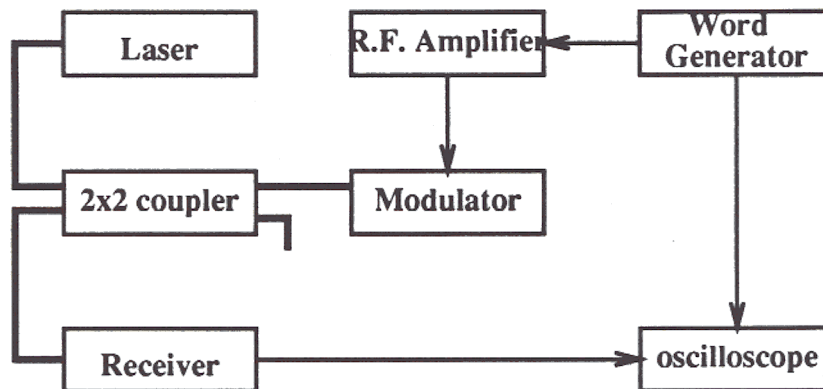 Laser
R.F. Amplifier
Word
Generator
2x2 coupler
Modulator
Receiver
oscilloscope